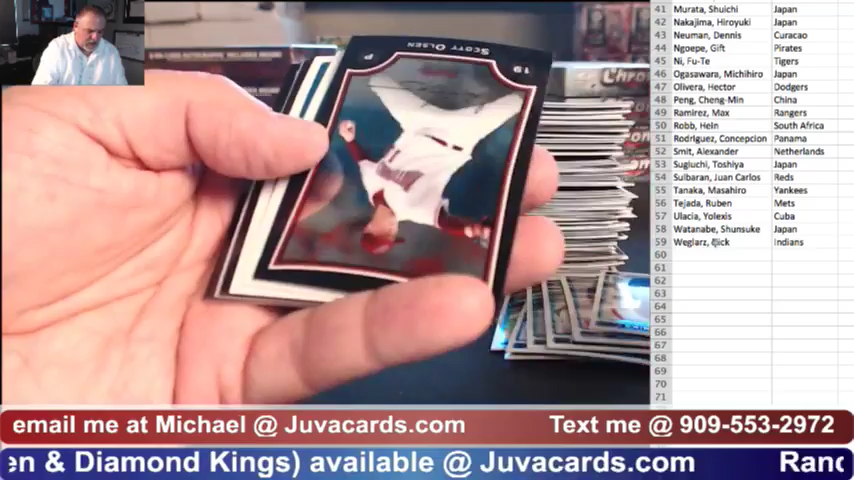 41 Murata, Shuichi Japan
42 Nakajima, Hiroyuki Japan
43 Neuman, Dennis Curacao
44 Ngoepe, Gift Pirates
45 Ni, Fu-Te Tigers
46 Ogasawara, Michihiro Japan
47 Olivera, Hector Dodgers
48 Peng, Cheng-Min China
49 Ramirez, Max Rangers
50 Robb, Hein South Africa
51 Rodriguez, Concepcion Panama
52 Smit, Alexander Netherlands
53 Sugiuchi, Toshiya Japan
54 Sulbaran, Juan Carlos Reds
55 Tanaka, Masahiro Yankees
56 Tejada, Ruben Mets
57 Ulacia, Yolexis Cuba
58 Watanabe, Shunsuke Japan
59 Weglarz, Nick Indians
60
61
62
63
64
65
66
67
68
69
70
71
SCOTT OLSEN
19
P
Chrome
email me at Michael @ Juvacards.com Text me @ 909-553-2972
en & Diamond Kings) available @ Juvacards.com Rand